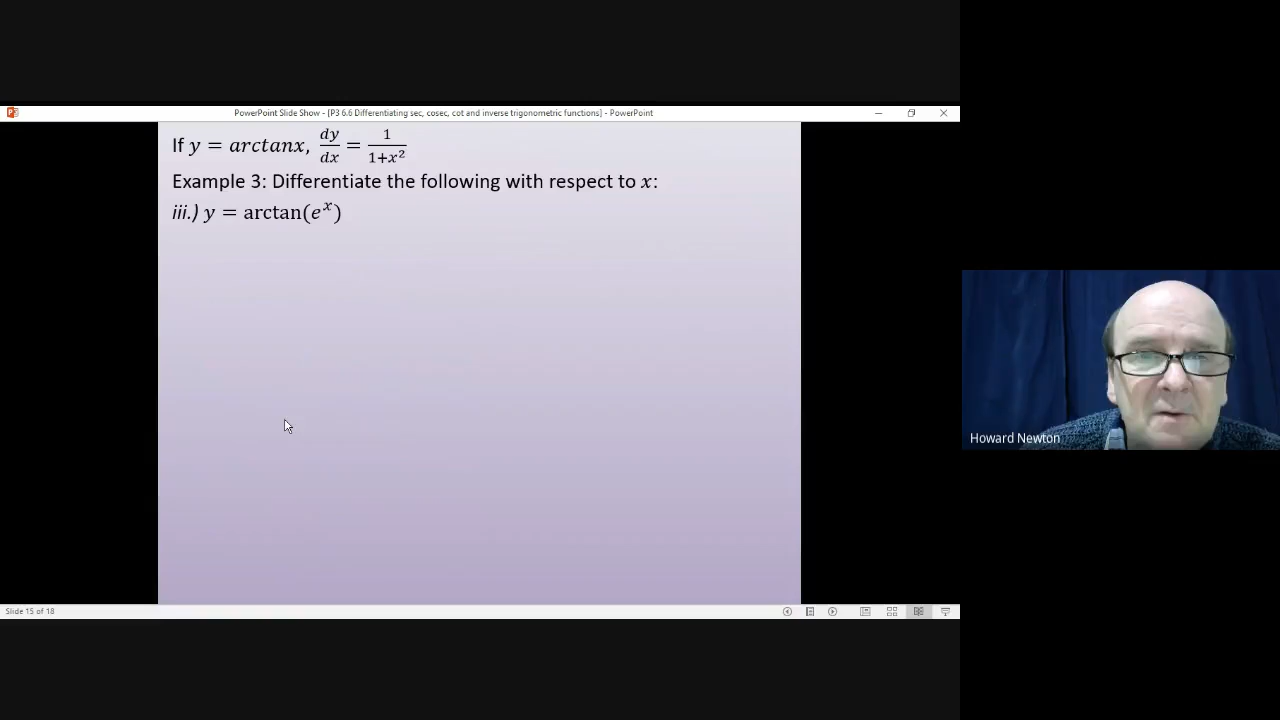 PowerPoint Slide Show - [P3 6.6 Differentiating sec, cosec, cot and inverse trigonometric functions] - PowerPoint
If y = arctanx, dy/dx = 1/(1+x²)
Example 3: Differentiate the following with respect to x:
iii.) y = arctan(eˣ)
Howard Newton
Slide 15 of 18